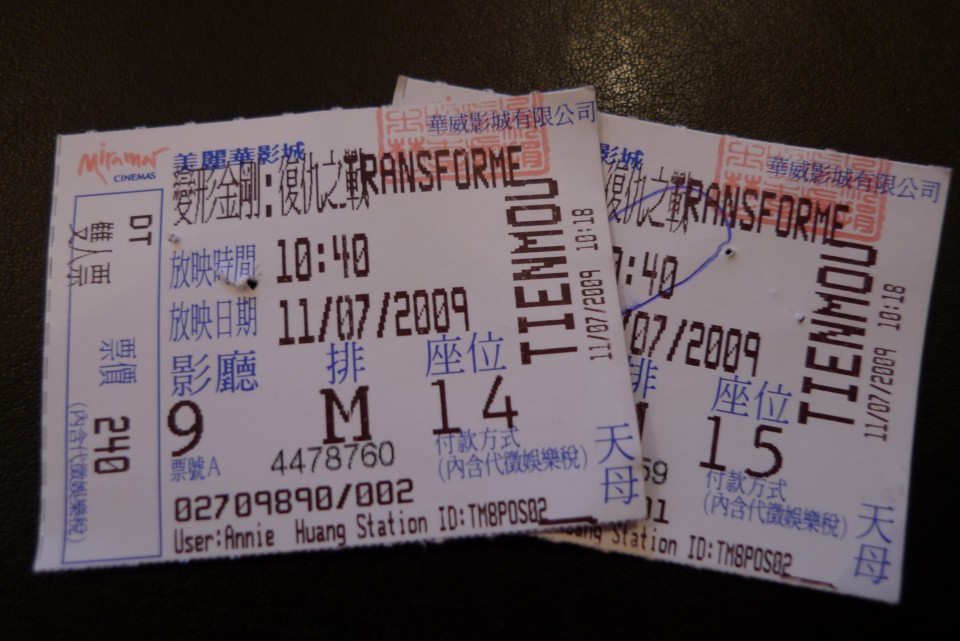 miramar
CINEMAS
美麗華影城
華威影城有限公司
變形金剛:復仇之戰RANSFORME
放映時間 10:40
放映日期 11/07/2009
影廳 排 座位
9 M 14
票號A 4478760
付款方式
(內含代徵娛樂稅)
02709890/002
User:Annie Huang Station ID:TM8POS02
TIENMOU
11/07/2009 10:18
天母
DT
雙人票
票價 240
(內含代徵娛樂稅)
影城
華威影城有限公司
復仇之戰RANSFORME
:40
/07/2009
排 座位
15
59
付款方式
(內含代徵娛樂稅)
Huang Station ID:TM8POS02
TIENMOU
11/07/2009 10:18
天母